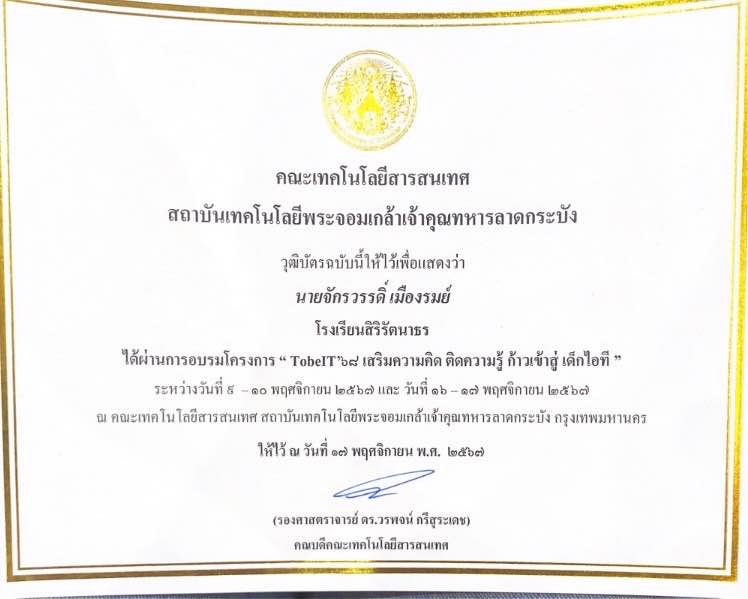 คณะเทคโนโลยีสารสนเทศ
สถาบันเทคโนโลยีพระจอมเกล้าเจ้าคุณทหารลาดกระบัง
วุฒิบัตรฉบับนี้ให้ไว้เพื่อแสดงว่า
นายจักรวรรดิ์ เมืองรมย์
โรงเรียนสิริรัตนาธร
ได้ผ่านการอบรมโครงการ “ TobeIT’๖๘ เสริมความคิด ติดความรู้ ก้าวเข้าสู่ เด็กไอที ”
ระหว่างวันที่ ๙ – ๑๐ พฤศจิกายน ๒๕๖๗ และ วันที่ ๑๖ – ๑๗ พฤศจิกายน ๒๕๖๗
ณ คณะเทคโนโลยีสารสนเทศ สถาบันเทคโนโลยีพระจอมเกล้าเจ้าคุณทหารลาดกระบัง กรุงเทพมหานคร
ให้ไว้ ณ วันที่ ๑๗ พฤศจิกายน พ.ศ. ๒๕๖๗
(รองศาสตราจารย์ ดร.วรพจน์ กรีสุระเดช)
คณบดีคณะเทคโนโลยีสารสนเทศ